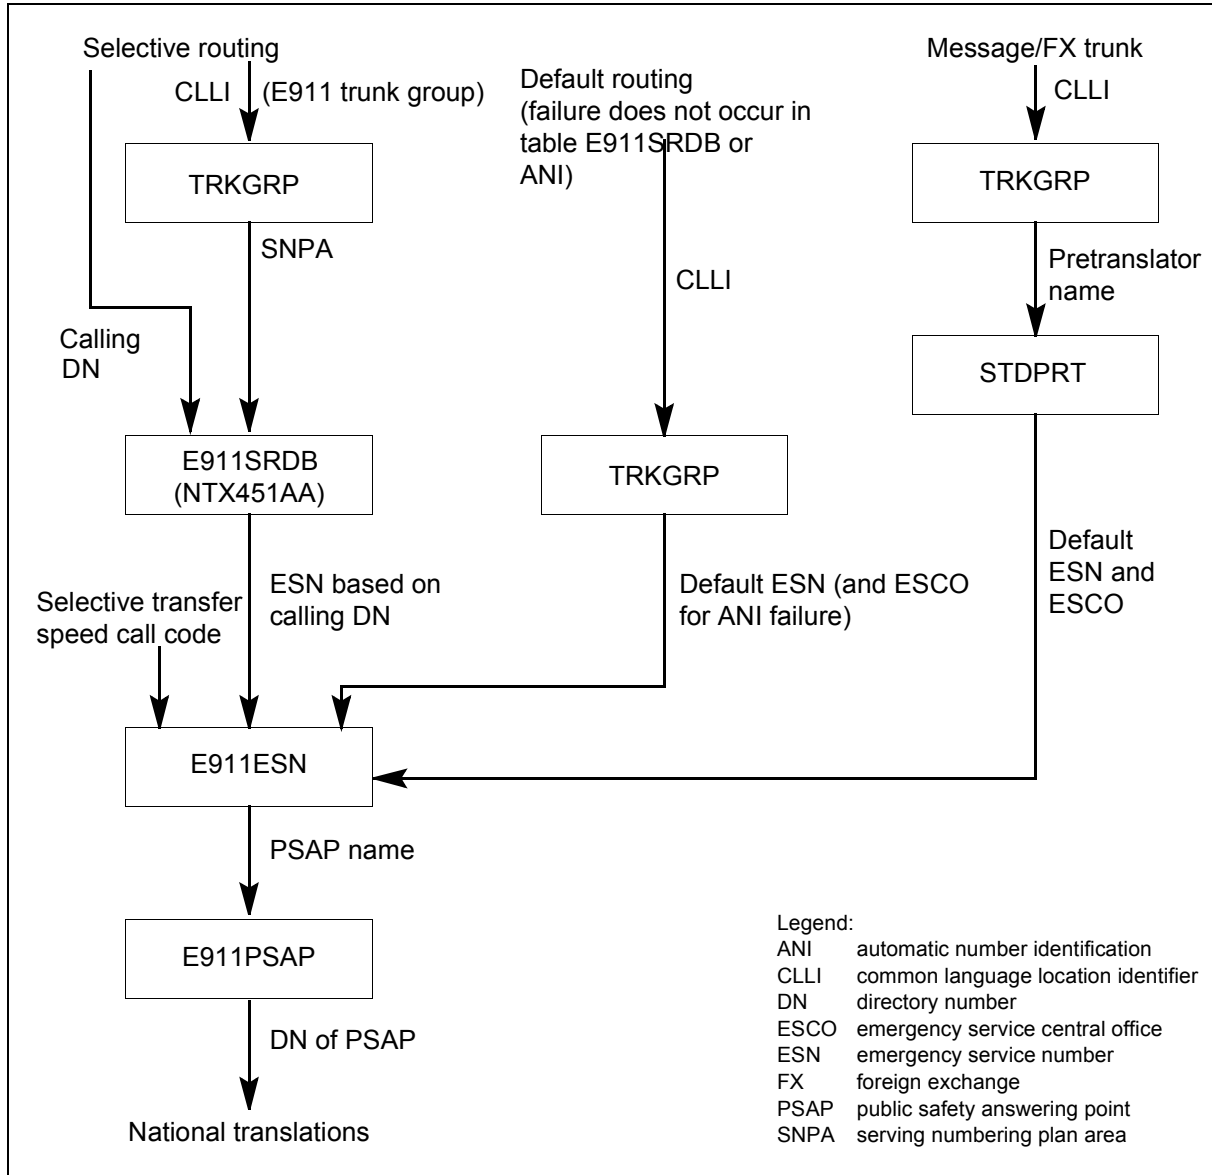 Selective routing
CLLI
(E911 trunk group)
TRKGRP
SNPA
Calling
DN
E911SRDB
(NTX451AA)
ESN based on
calling DN
Selective transfer
speed call code
Default routing
(failure does not occur in
table E911SRDB or
ANI)
CLLI
TRKGRP
Default ESN (and ESCO
for ANI failure)
Message/FX trunk
CLLI
TRKGRP
Pretranslator
name
STDPRT
Default
ESN and
ESCO
E911ESN
PSAP name
E911PSAP
DN of PSAP
National translations
Legend:
ANI automatic number identification
CLLI common language location identifier
DN directory number
ESCO emergency service central office
ESN emergency service number
FX foreign exchange
PSAP public safety answering point
SNPA serving numbering plan area